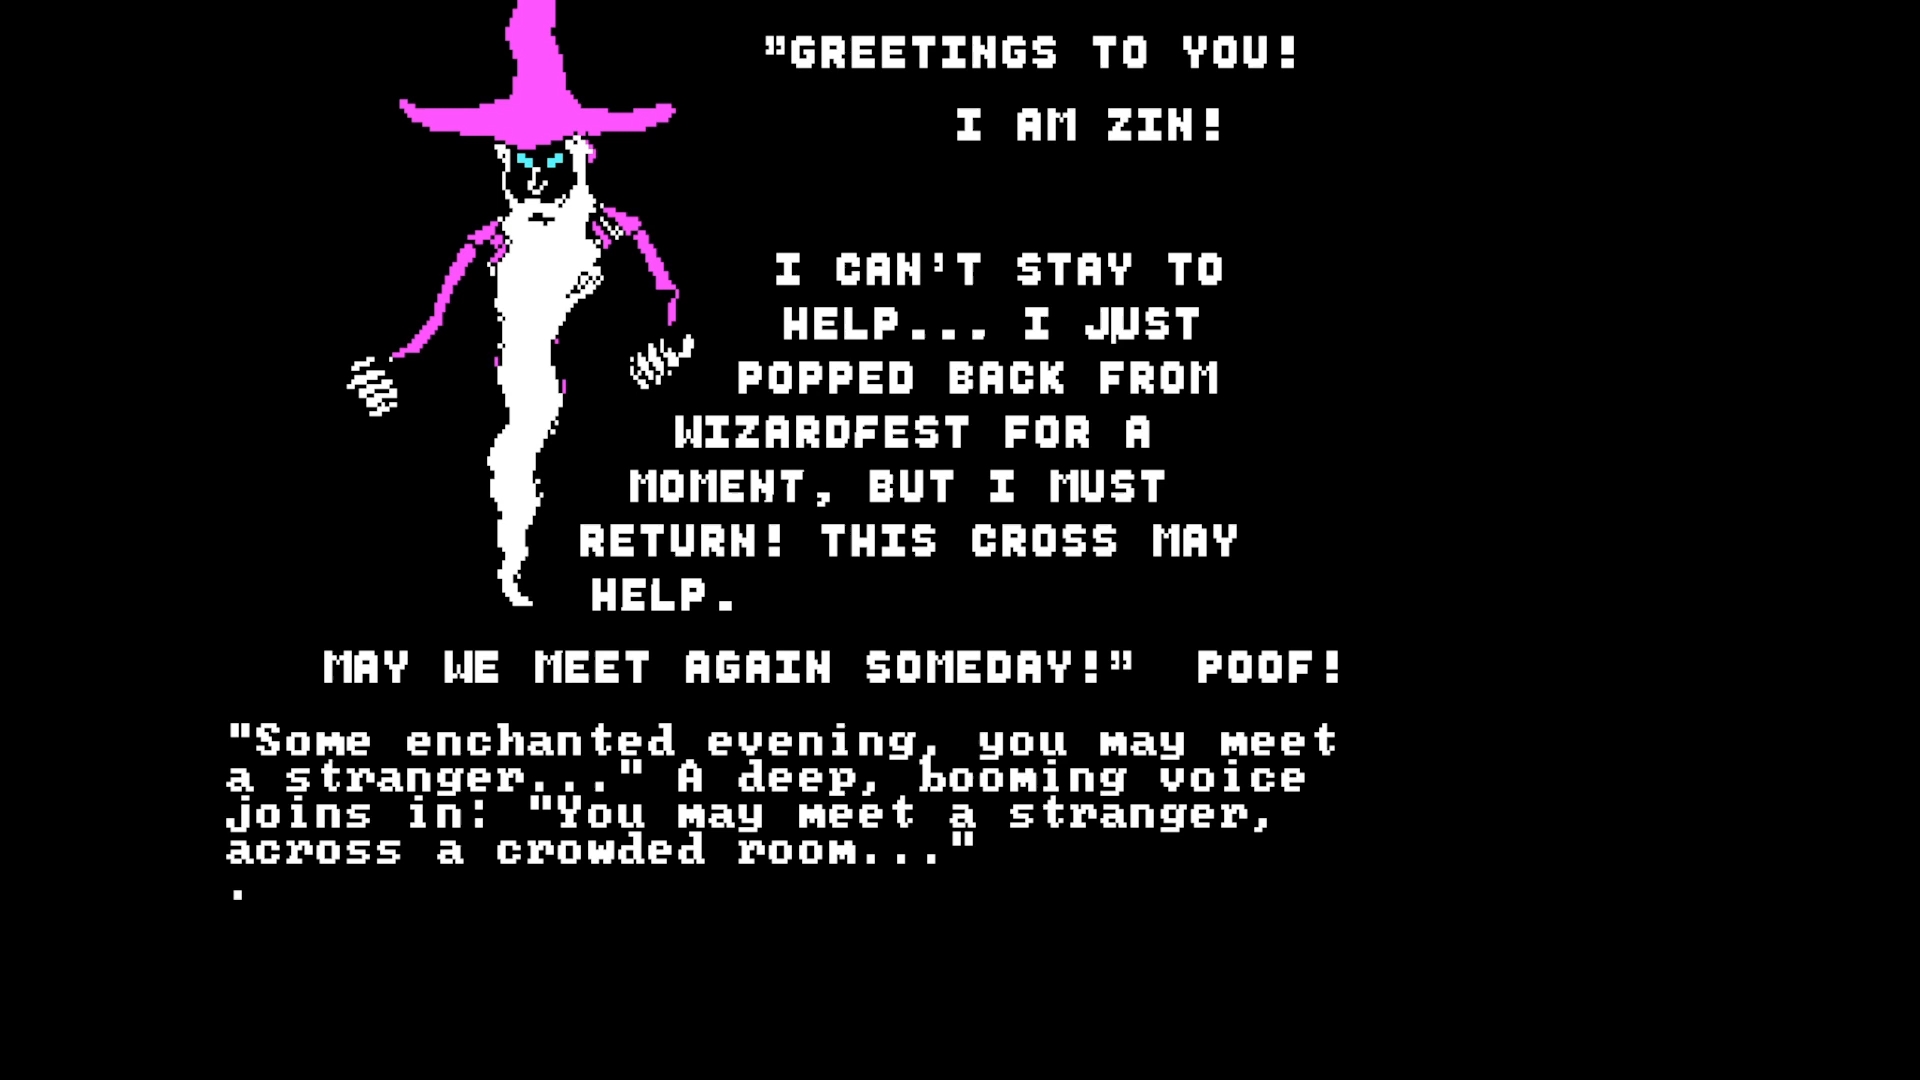 "GREETINGS TO YOU!
I AM ZIN!
I CAN'T STAY TO
HELP... I JUST
POPPED BACK FROM
WIZARDFEST FOR A
MOMENT, BUT I MUST
RETURN! THIS CROSS MAY
HELP.
MAY WE MEET AGAIN SOMEDAY!" POOF!
"Some enchanted evening, you may meet
a stranger..." A deep, booming voice
joins in: "You may meet a stranger,
across a crowded room..."
.